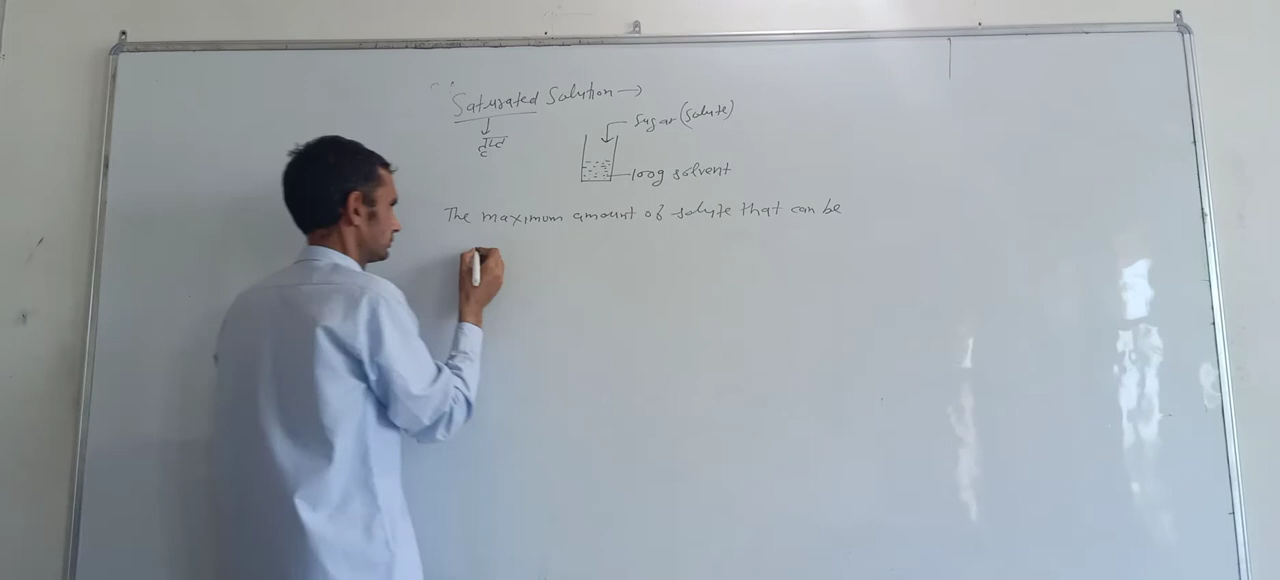 Saturated Solution →
Sugar (Solute)
तृप्त
100g solvent
The maximum amount of solute that can be